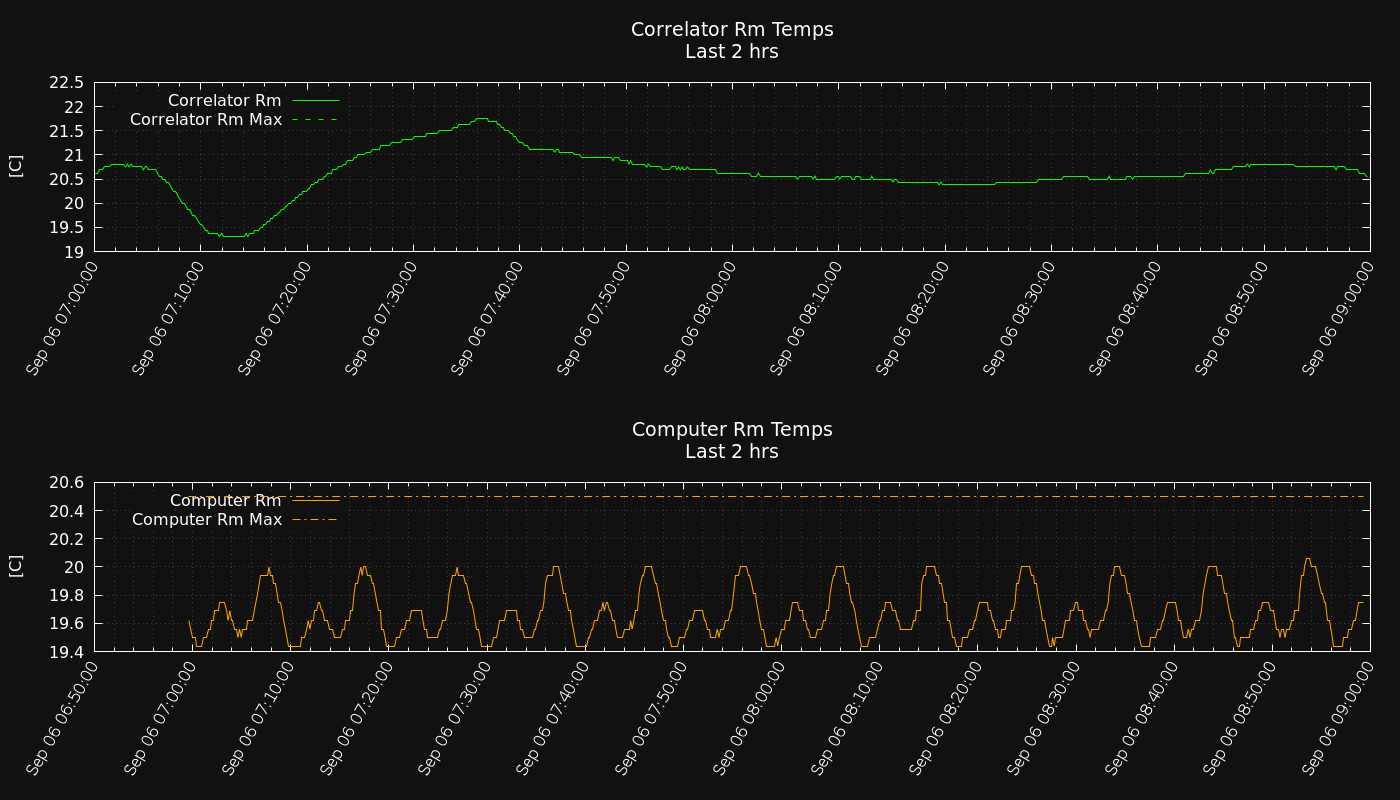 Correlator Rm Temps
Last 2 hrs
22.5
22
21.5
21
20.5
20
19.5
19
[C]
Correlator Rm
Correlator Rm Max
Sep 06 07:00:00
Sep 06 07:10:00
Sep 06 07:20:00
Sep 06 07:30:00
Sep 06 07:40:00
Sep 06 07:50:00
Sep 06 08:00:00
Sep 06 08:10:00
Sep 06 08:20:00
Sep 06 08:30:00
Sep 06 08:40:00
Sep 06 08:50:00
Sep 06 09:00:00
Computer Rm Temps
Last 2 hrs
20.6
20.4
20.2
20
19.8
19.6
19.4
[C]
Computer Rm
Computer Rm Max
Sep 06 06:50:00
Sep 06 07:00:00
Sep 06 07:10:00
Sep 06 07:20:00
Sep 06 07:30:00
Sep 06 07:40:00
Sep 06 07:50:00
Sep 06 08:00:00
Sep 06 08:10:00
Sep 06 08:20:00
Sep 06 08:30:00
Sep 06 08:40:00
Sep 06 08:50:00
Sep 06 09:00:00